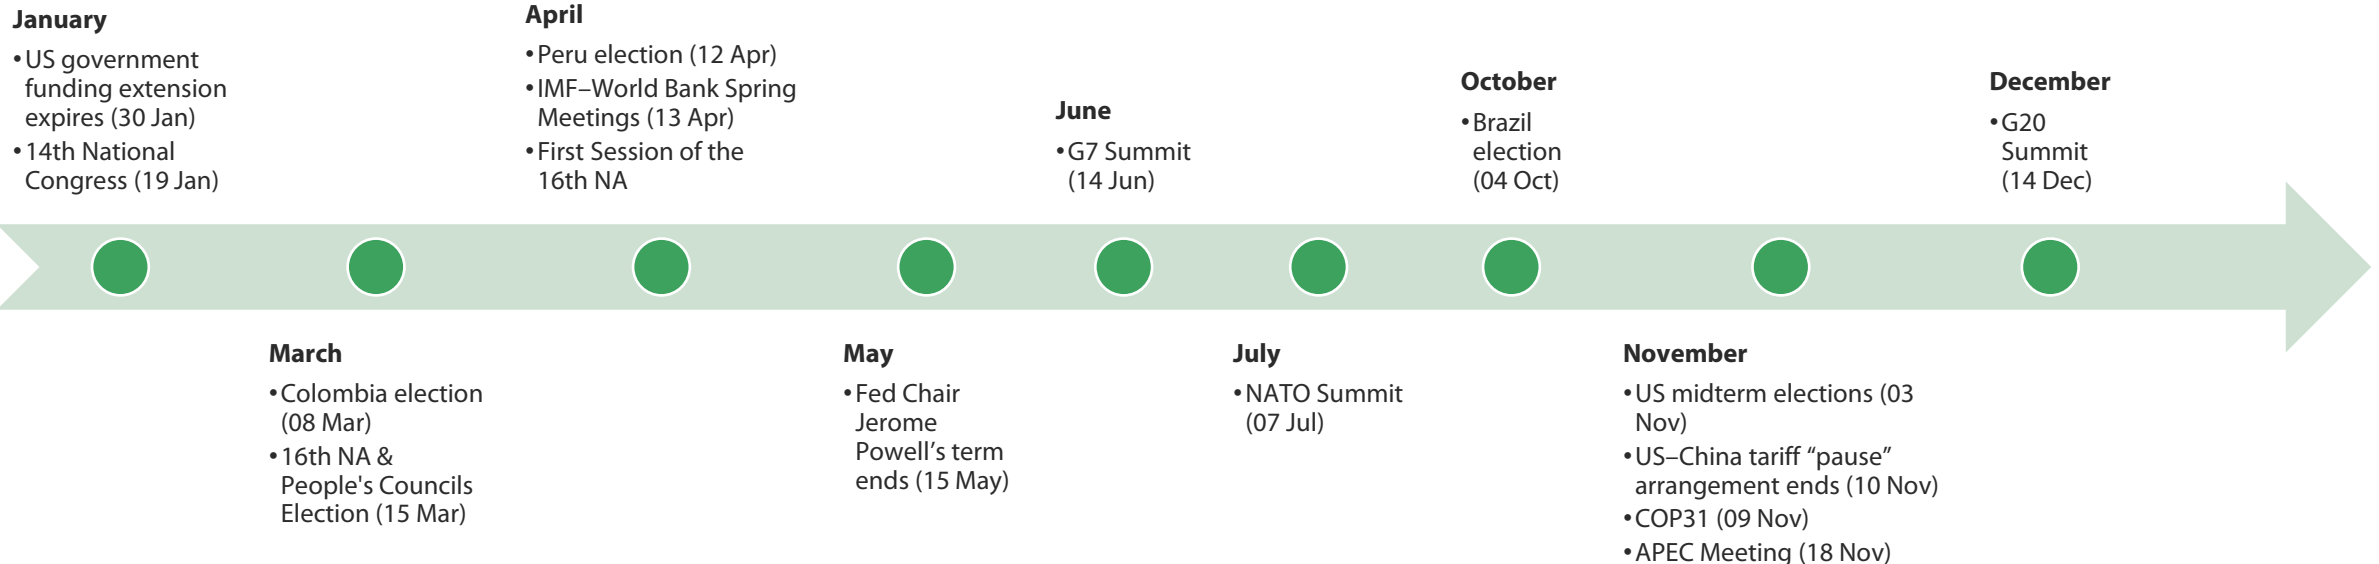 January
•US government
funding extension
expires (30 Jan)
•14th National
Congress (19 Jan)
March
•Colombia election
(08 Mar)
•16th NA &
People's Councils
Election (15 Mar)
April
•Peru election (12 Apr)
•IMF–World Bank Spring
Meetings (13 Apr)
•First Session of the
16th NA
May
•Fed Chair
Jerome
Powell’s term
ends (15 May)
June
•G7 Summit
(14 Jun)
July
•NATO Summit
(07 Jul)
October
•Brazil
election
(04 Oct)
November
•US midterm elections (03
Nov)
•US–China tariff “pause”
arrangement ends (10 Nov)
•COP31 (09 Nov)
•APEC Meeting (18 Nov)
December
•G20
Summit
(14 Dec)